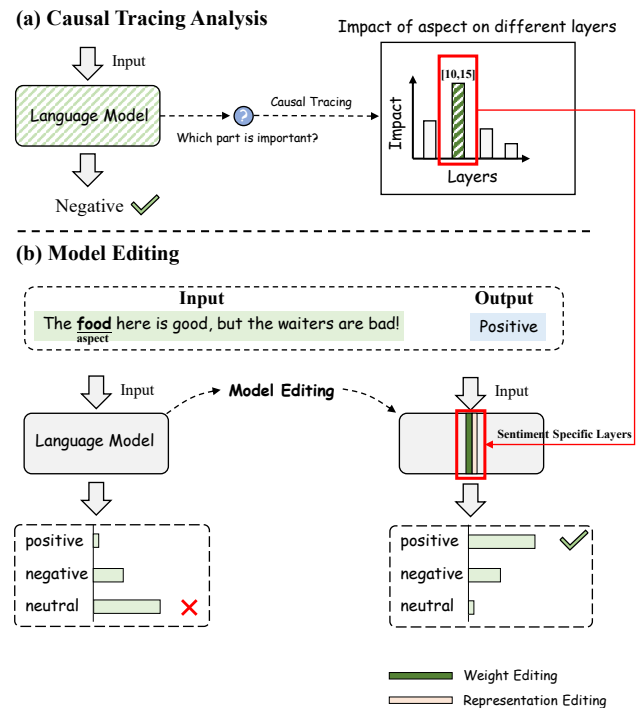 (a) Causal Tracing Analysis
Impact of aspect on different layers
Input
Language Model
?
Causal Tracing
Which part is important?
[10,15]
Impact
Layers
Negative
(b) Model Editing
Input
Output
The food here is good, but the waiters are bad!
aspect
Positive
Input
Model Editing
Input
Language Model
Sentiment Specific Layers
positive
negative
neutral
positive
negative
neutral
Weight Editing
Representation Editing